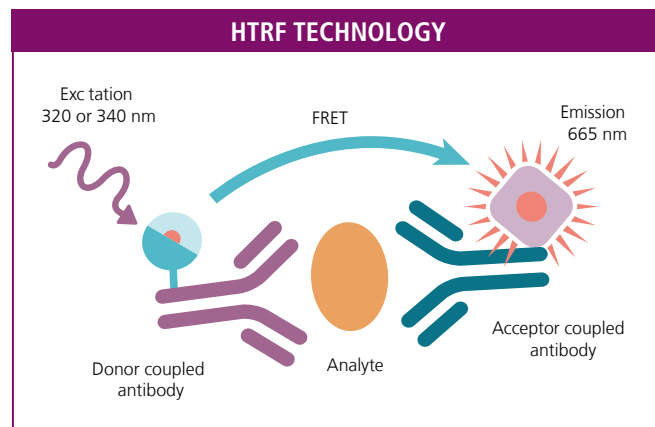 HTRF TECHNOLOGY
Exc tation
320 or 340 nm
FRET
Emission
665 nm
Donor coupled
antibody
Analyte
Acceptor coupled
antibody